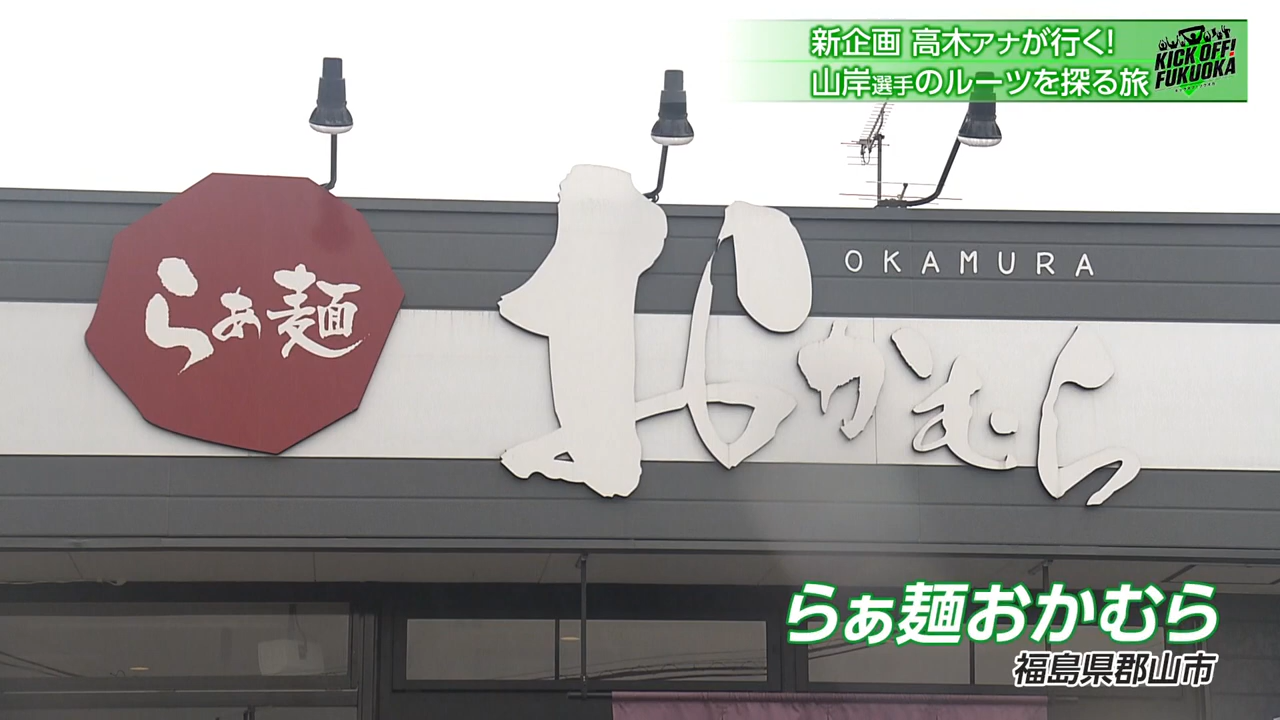 新企画 高木アナが行く!
山岸選手のルーツを探る旅
KICK OFF!
FUKUOKA
らぁ麺
おかむら
OKAMURA
らぁ麺おかむら
福島県郡山市